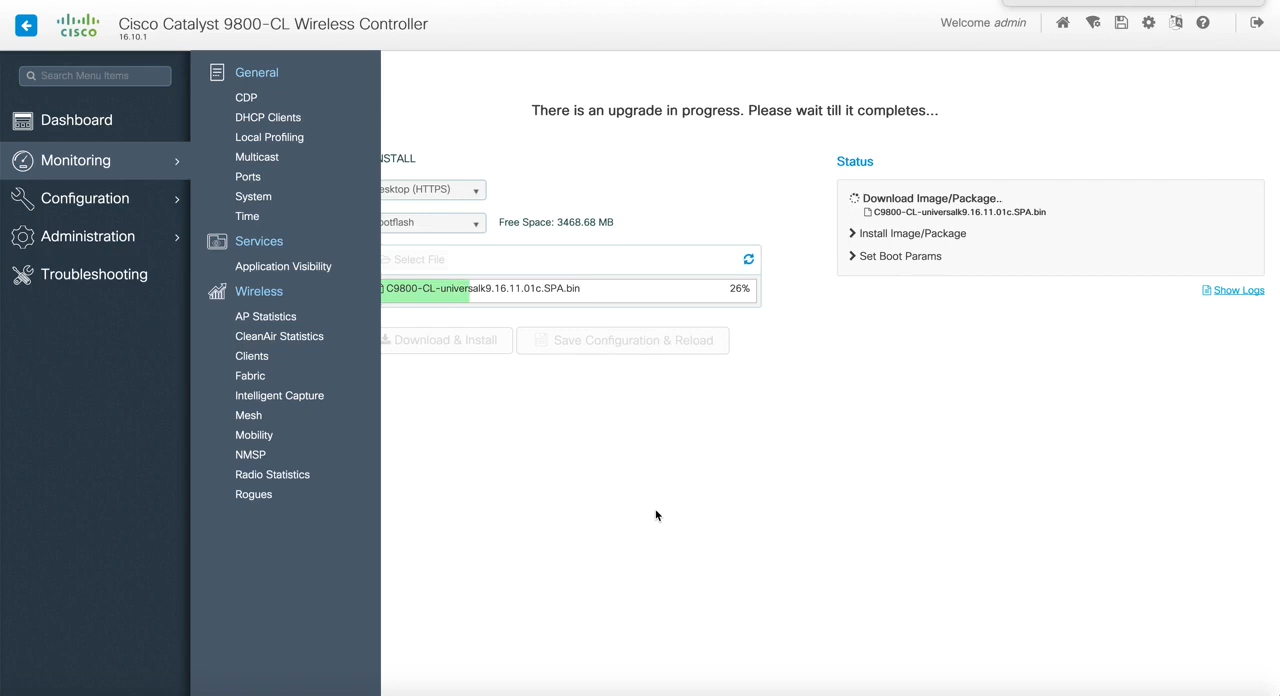 CISCO
Cisco Catalyst 9800-CL Wireless Controller
16.10.1
Welcome admin
Search Menu Items
Dashboard
Monitoring
Configuration
Administration
Troubleshooting
General
CDP
DHCP Clients
Local Profiling
Multicast
Ports
System
Time
Services
Application Visibility
Wireless
AP Statistics
CleanAir Statistics
Clients
Fabric
Intelligent Capture
Mesh
Mobility
NMSP
Radio Statistics
Rogues
There is an upgrade in progress. Please wait till it completes...
NSTALL
esktop (HTTPS)
ootflash
Free Space: 3468.68 MB
Select File
C9800-CL-universalk9.16.11.01c.SPA.bin 26%
Download & Install
Save Configuration & Reload
Status
Download Image/Package..
C9800-CL-universalk9.16.11.01c.SPA.bin
Install Image/Package
Set Boot Params
Show Logs